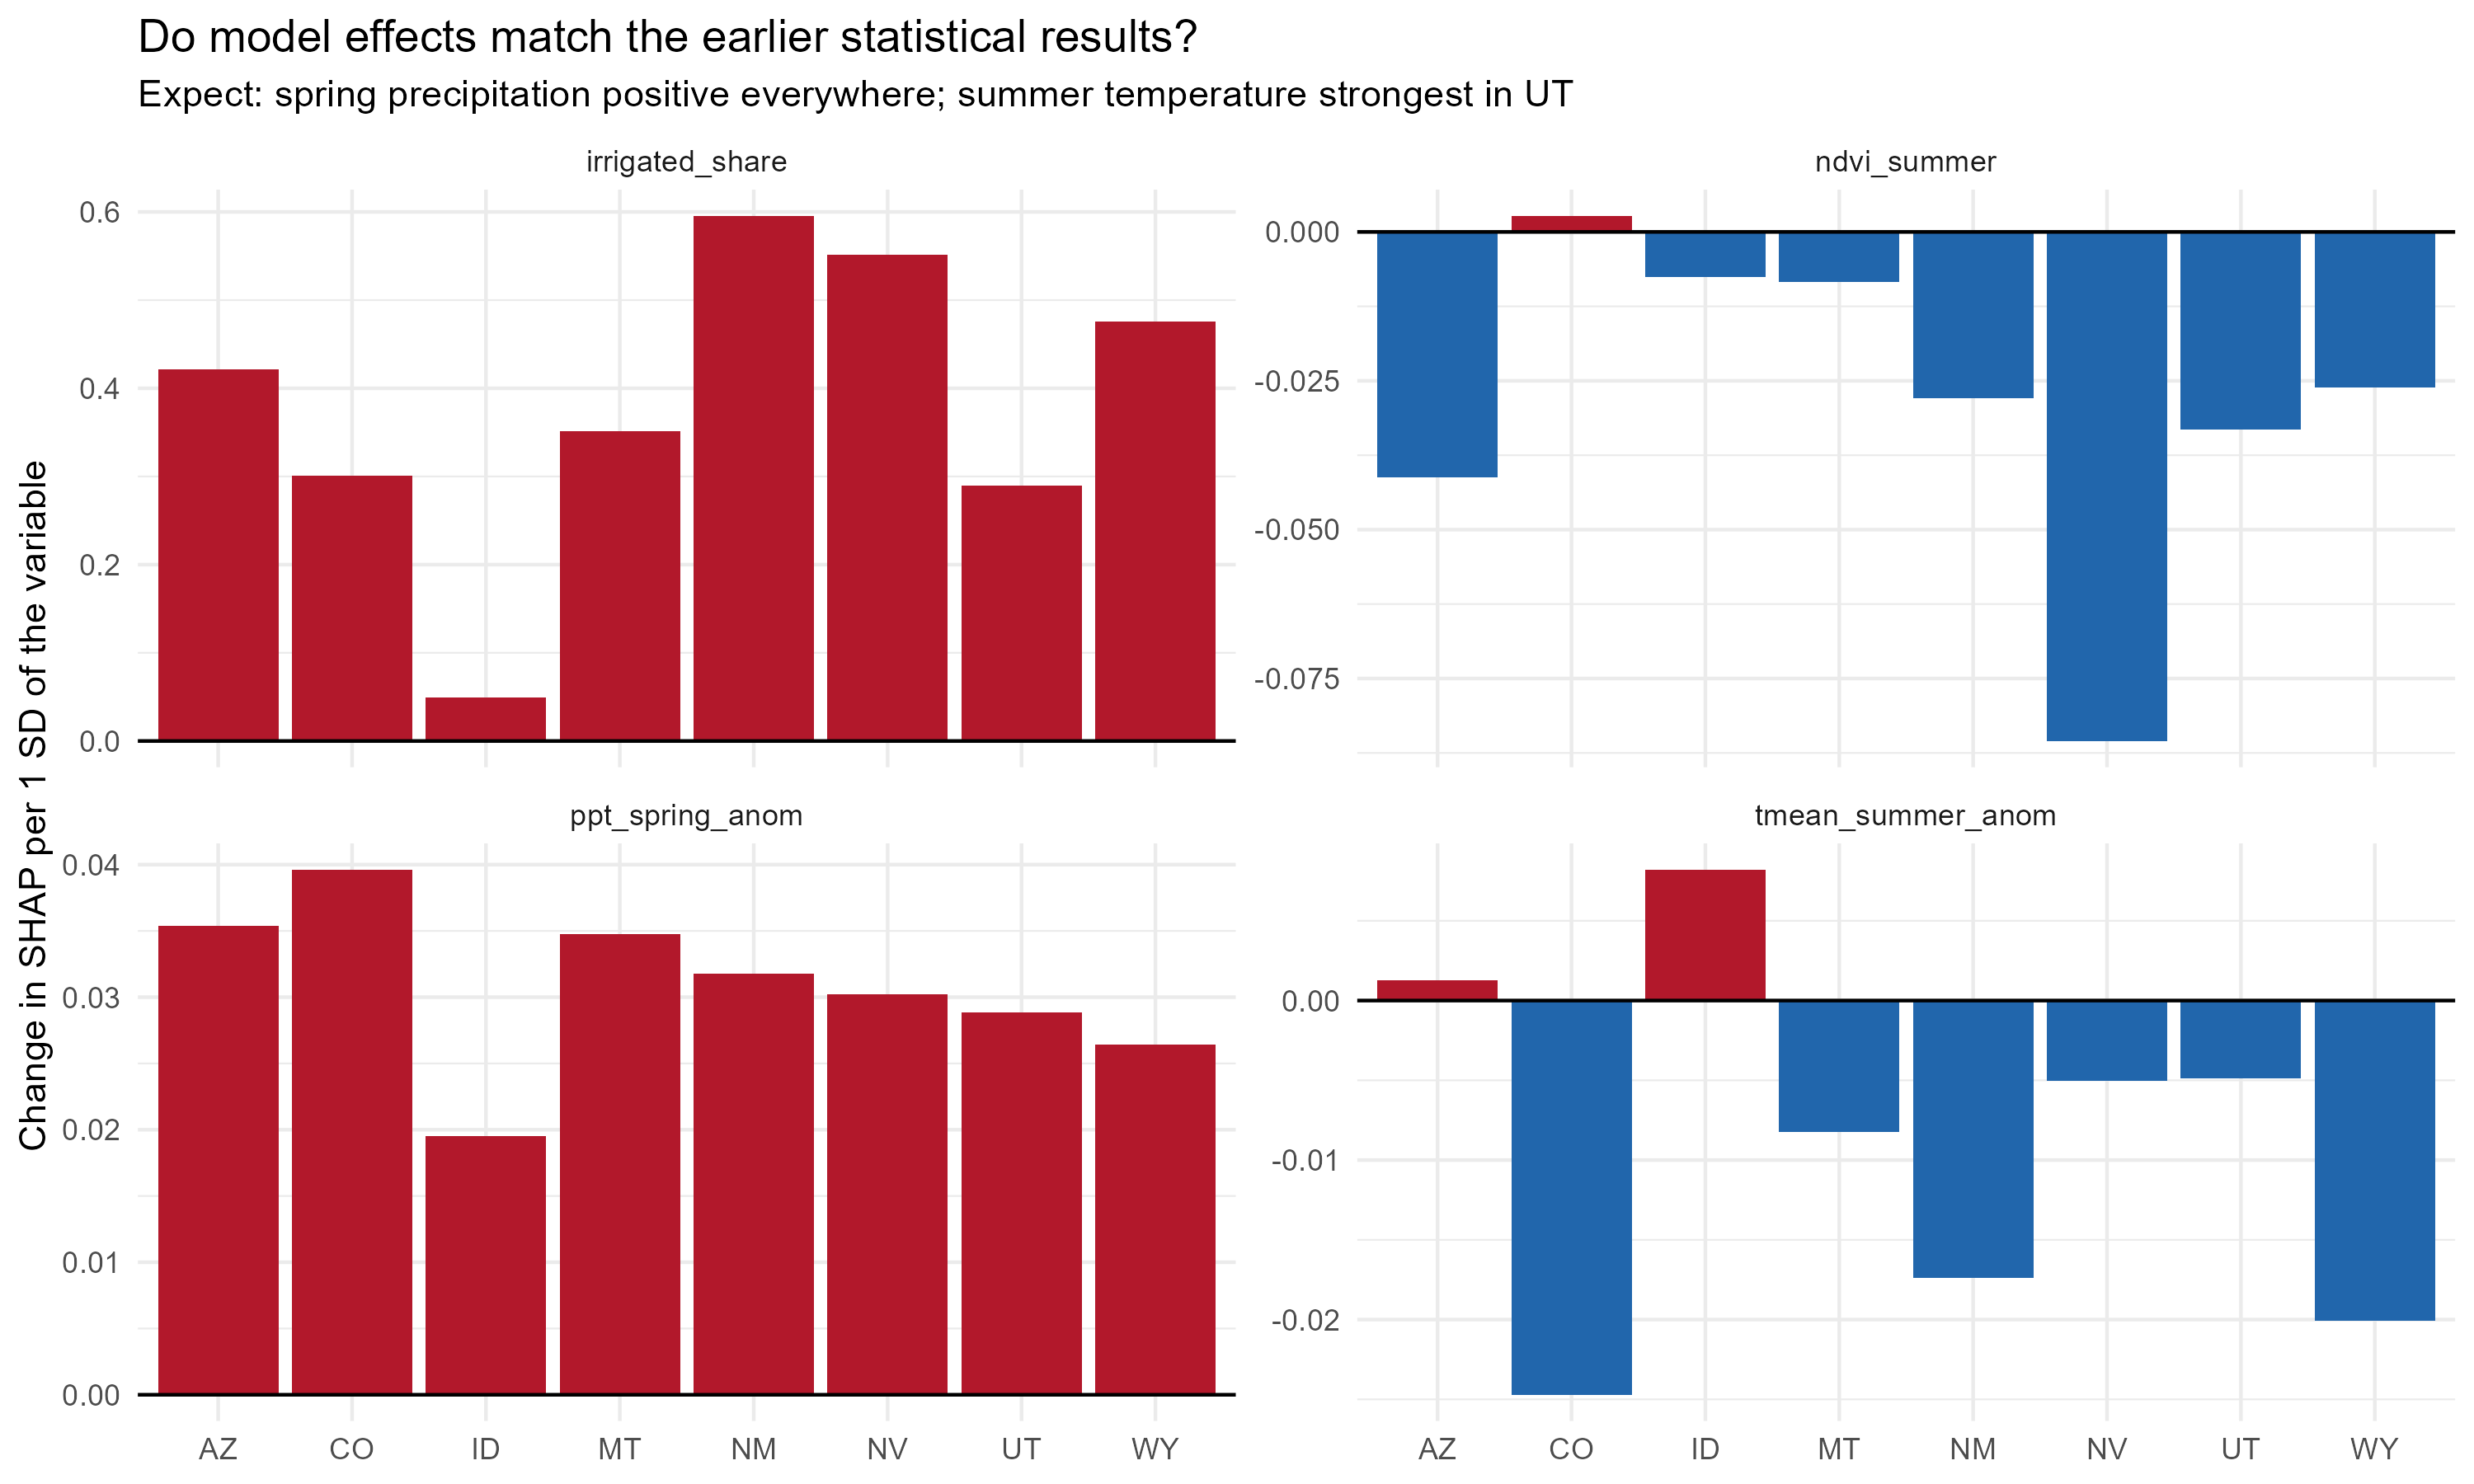 Do model effects match the earlier statistical results?
Expect: spring precipitation positive everywhere; summer temperature strongest in UT
Change in SHAP per 1 SD of the variable
irrigated_share
0.6
0.4
0.2
0.0
ndvi_summer
0.000
-0.025
-0.050
-0.075
ppt_spring_anom
0.04
0.03
0.02
0.01
0.00
AZ CO ID MT NM NV UT WY
tmean_summer_anom
0.00
-0.01
-0.02
AZ CO ID MT NM NV UT WY